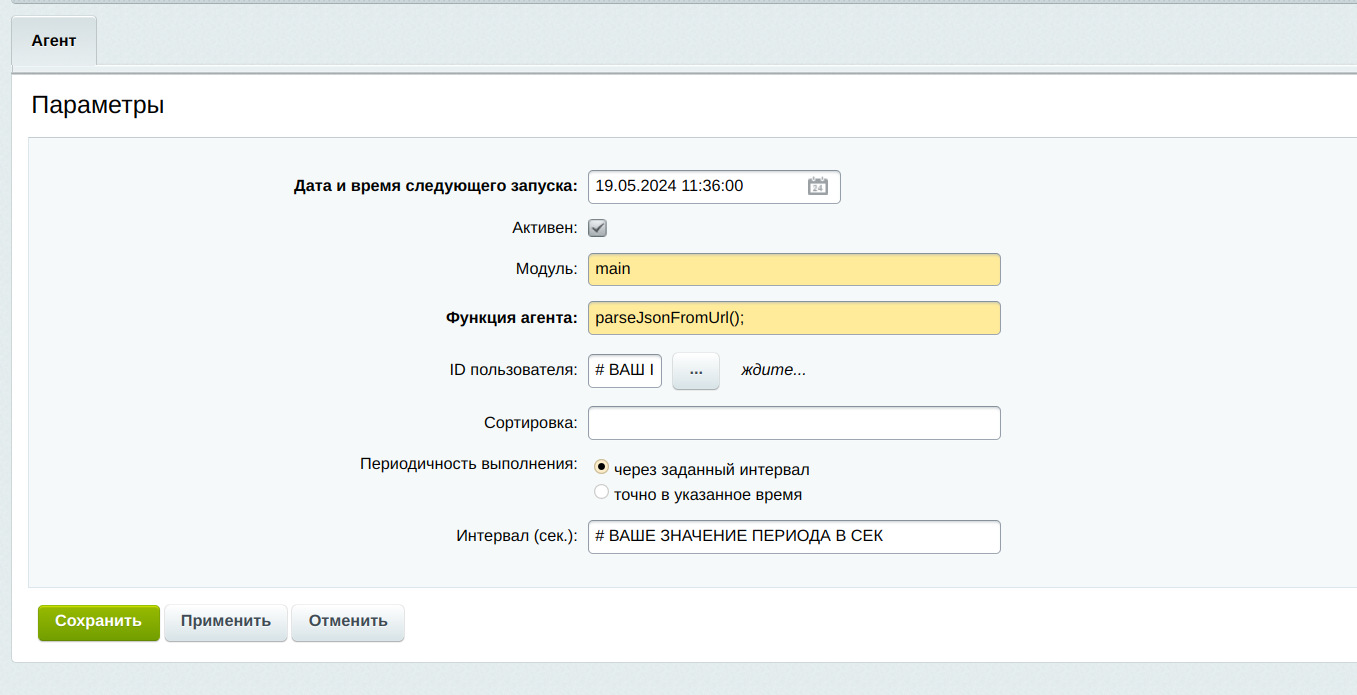 Агент
Параметры
Дата и время следующего запуска: 19.05.2024 11:36:00 24
Активен:
Модуль: main
Функция агента: parseJsonFromUrl();
ID пользователя: # ВАШ I ... ждите...
Сортировка:
Периодичность выполнения: через заданный интервал
точно в указанное время
Интервал (сек.): # ВАШЕ ЗНАЧЕНИЕ ПЕРИОДА В СЕК
Сохранить Применить Отменить